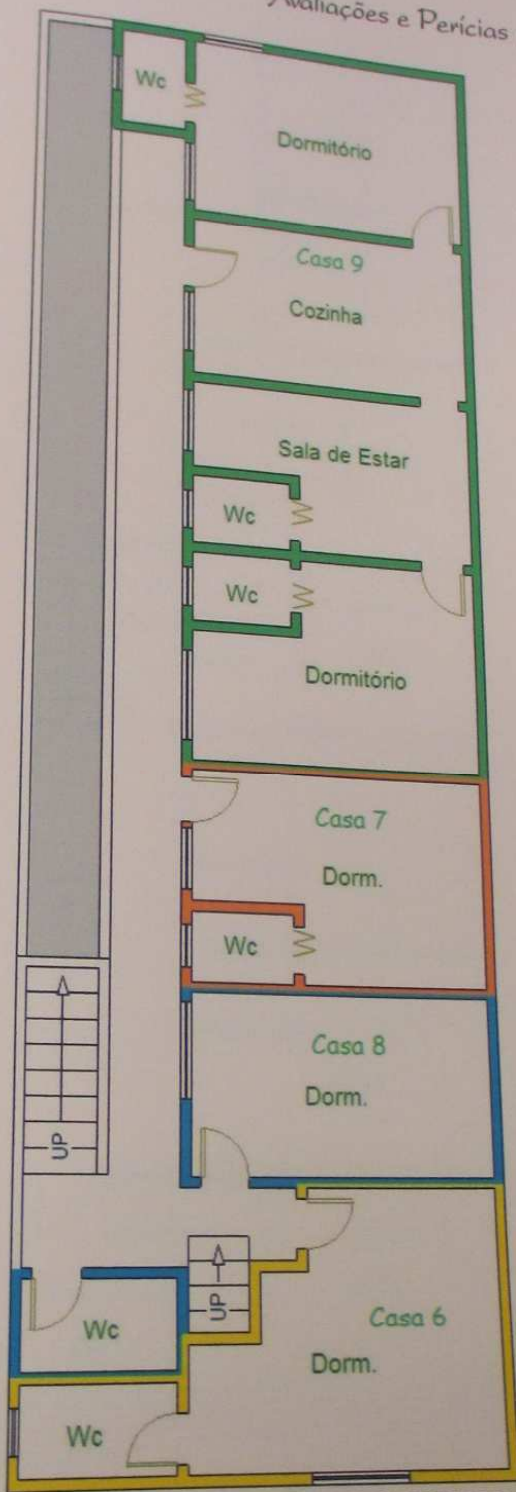 Avaliações e Perícias
Wc
Dormitório
Casa 9
Cozinha
Sala de Estar
Wc
Wc
Dormitório
Casa 7
Dorm.
Wc
Casa 8
Dorm.
UP
UP
Casa 6
Wc
Dorm.
Wc